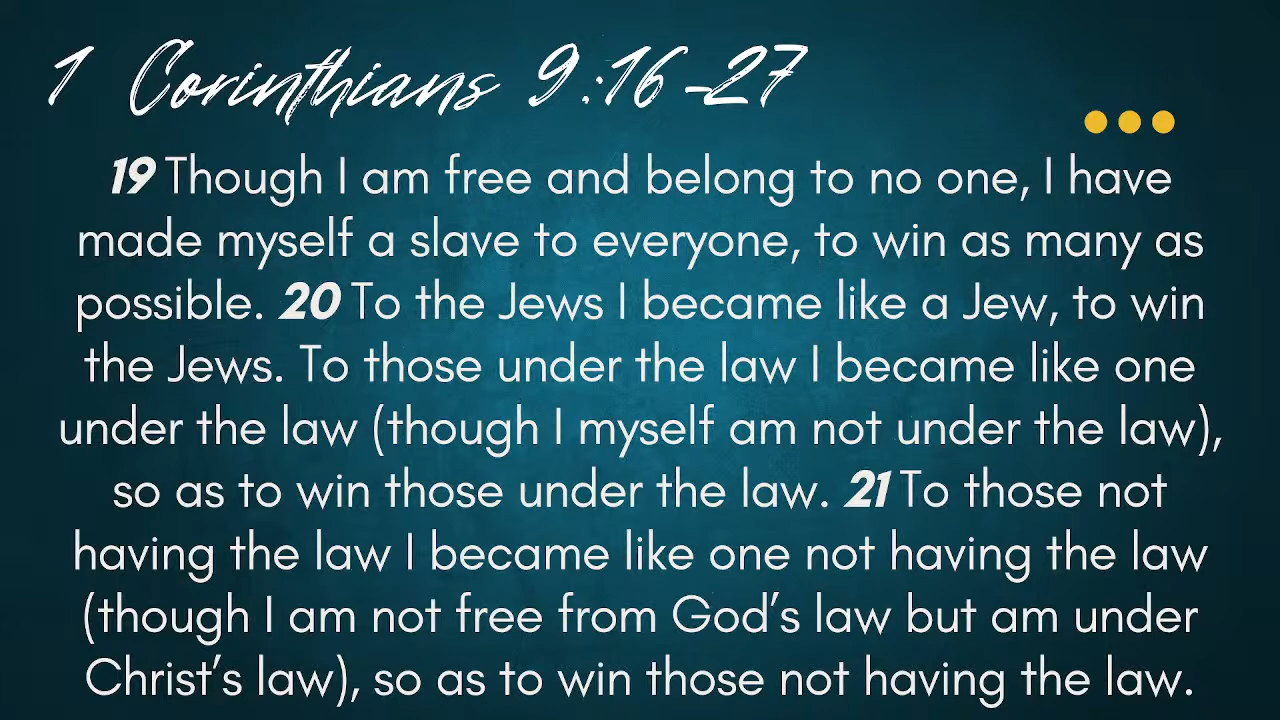 1 Corinthians 9:16-27
19 Though I am free and belong to no one, I have
made myself a slave to everyone, to win as many as
possible. 20 To the Jews I became like a Jew, to win
the Jews. To those under the law I became like one
under the law (though I myself am not under the law),
so as to win those under the law. 21 To those not
having the law I became like one not having the law
(though I am not free from God’s law but am under
Christ’s law), so as to win those not having the law.